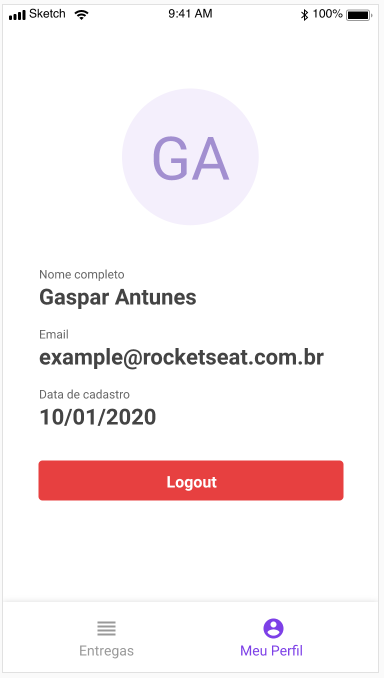 Sketch 9:41 AM 100%
GA
Nome completo
Gaspar Antunes
Email
example@rocketseat.com.br
Data de cadastro
10/01/2020
Logout
Entregas Meu Perfil